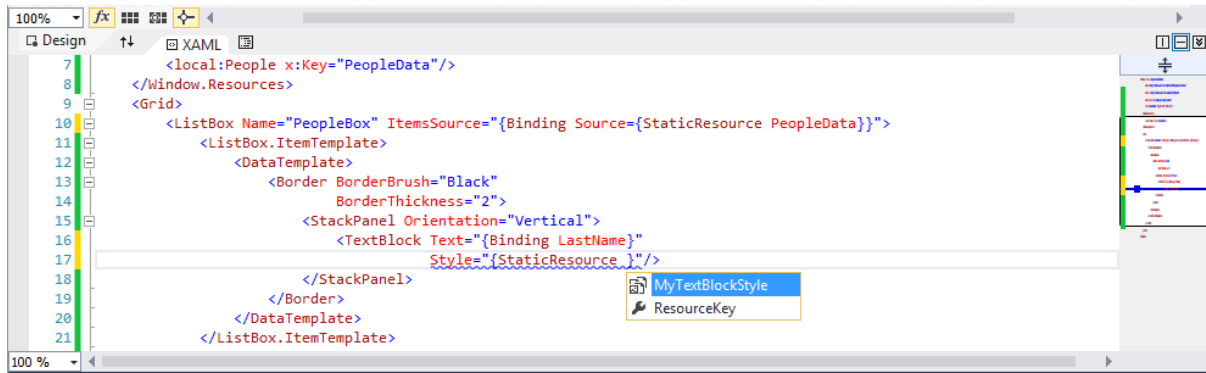 100% fx
Design XAML
7 <local:People x:Key="PeopleData"/>
8 </Window.Resources>
9 <Grid>
10 <ListBox Name="PeopleBox" ItemsSource="{Binding Source={StaticResource PeopleData}}">
11 <ListBox.ItemTemplate>
12 <DataTemplate>
13 <Border BorderBrush="Black"
14 BorderThickness="2">
15 <StackPanel Orientation="Vertical">
16 <TextBlock Text="{Binding LastName}"
17 Style="{StaticResource }"/>
18 </StackPanel>
MyTextBlockStyle
19 </Border>
ResourceKey
20 </DataTemplate>
21 </ListBox.ItemTemplate>
100 %